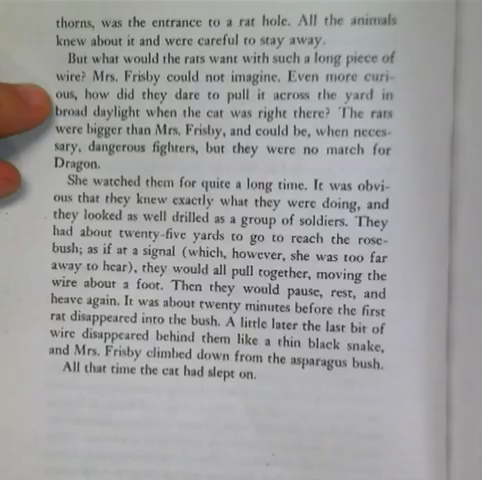 thorns, was the entrance to a rat hole. All the animals
knew about it and were careful to stay away.
But what would the rats want with such a long piece of
wire? Mrs. Frisby could not imagine. Even more curi-
ous, how did they dare to pull it across the yard in
broad daylight when the cat was right there? The rats
were bigger than Mrs. Frisby, and could be, when neces-
sary, dangerous fighters, but they were no match for
Dragon.
She watched them for quite a long time. It was obvi-
ous that they knew exactly what they were doing, and
they looked as well drilled as a group of soldiers. They
had about twenty-five yards to go to reach the rose-
bush; as if at a signal (which, however, she was too far
away to hear), they would all pull together, moving the
wire about a foot. Then they would pause, rest, and
heave again. It was about twenty minutes before the first
rat disappeared into the bush. A little later the last bit of
wire disappeared behind them like a thin black snake,
and Mrs. Frisby climbed down from the asparagus bush.
All that time the cat had slept on.